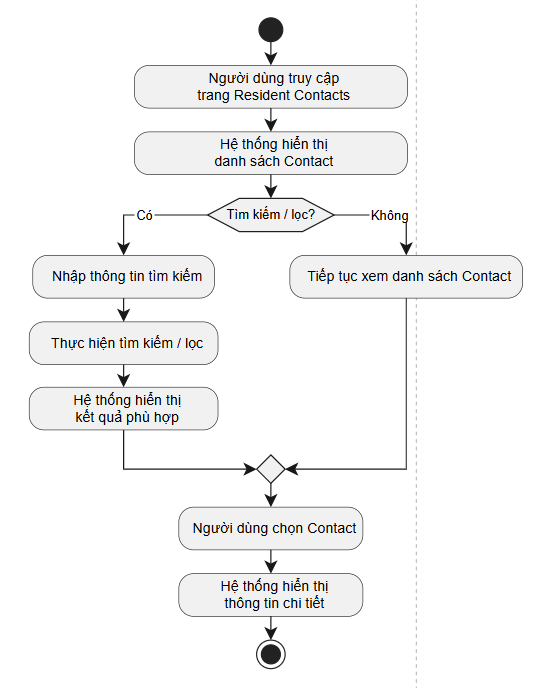 Người dùng truy cập
trang Resident Contacts
Hệ thống hiển thị
danh sách Contact
Tìm kiếm / lọc?
Có
Không
Nhập thông tin tìm kiếm
Tiếp tục xem danh sách Contact
Thực hiện tìm kiếm / lọc
Hệ thống hiển thị
kết quả phù hợp
Người dùng chọn Contact
Hệ thống hiển thị
thông tin chi tiết